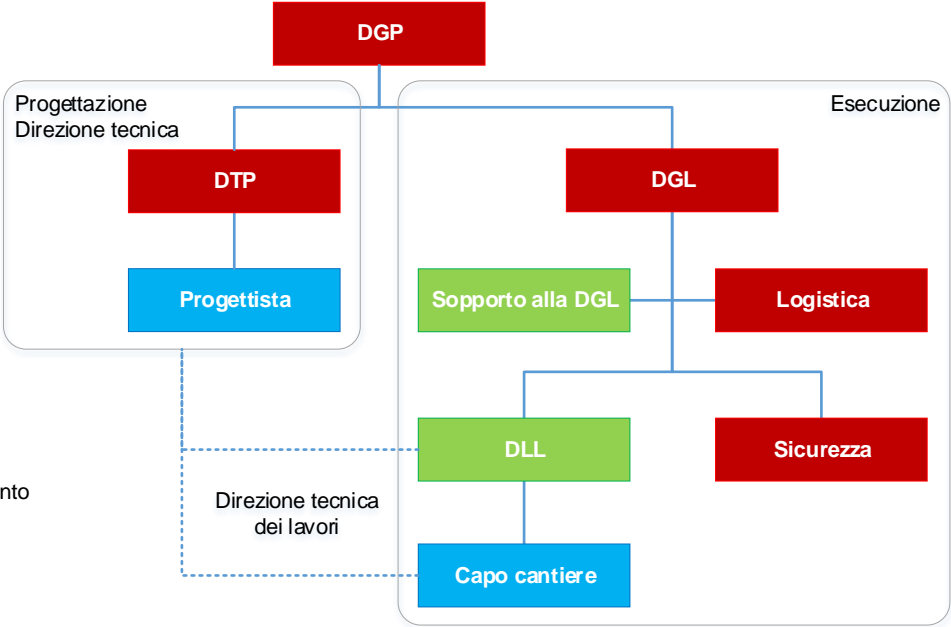 DGP
Progettazione
Direzione tecnica
Esecuzione
DTP
DGL
Progettista
Sopporto alla DGL
Logistica
DLL
Sicurezza
nto
Direzione tecnica
dei lavori
Capo cantiere